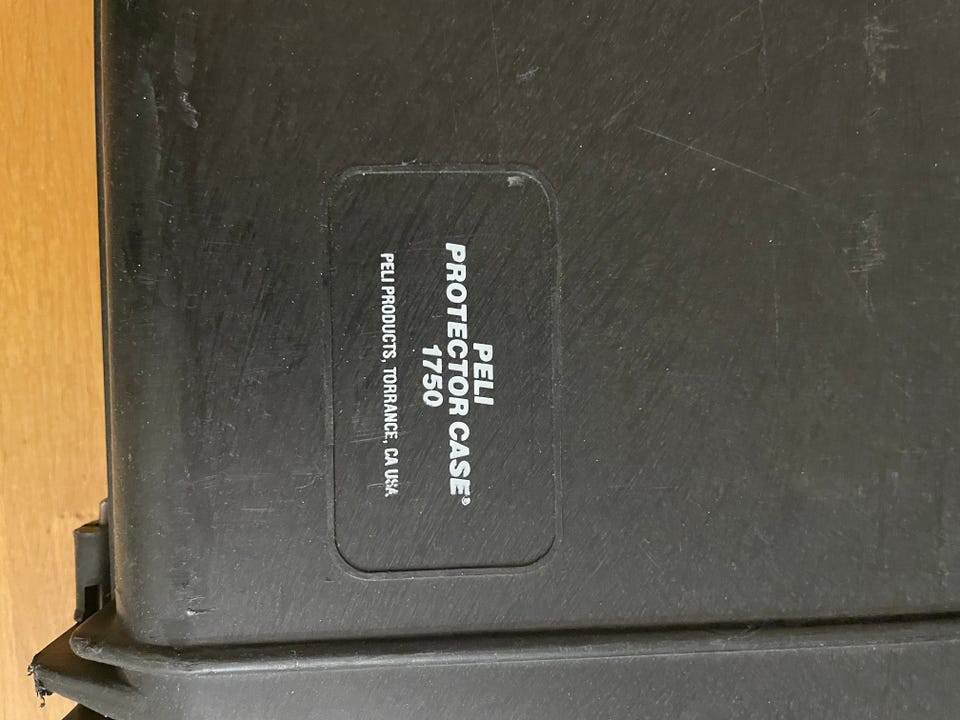 PELI
PROTECTOR CASE®
1750
PELI PRODUCTS, TORRANCE, CA USA